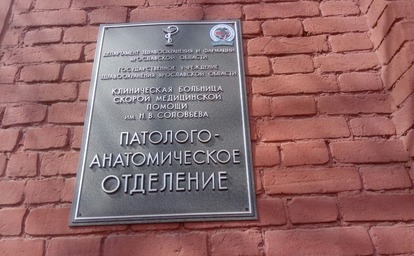 ДЕПАРТАМЕНТ ЗДРАВООХРАНЕНИЯ И ФАРМАЦИИ
ЯРОСЛАВСКОЙ ОБЛАСТИ
ГОСУДАРСТВЕННОЕ УЧРЕЖДЕНИЕ
ЗДРАВООХРАНЕНИЯ ЯРОСЛАВСКОЙ ОБЛАСТИ
КЛИНИЧЕСКАЯ БОЛЬНИЦА
СКОРОЙ МЕДИЦИНСКОЙ
ПОМОЩИ
ИМ. Н.В. СОЛОВЬЕВА
ПАТОЛОГО-
АНАТОМИЧЕСКОЕ
ОТДЕЛЕНИЕ